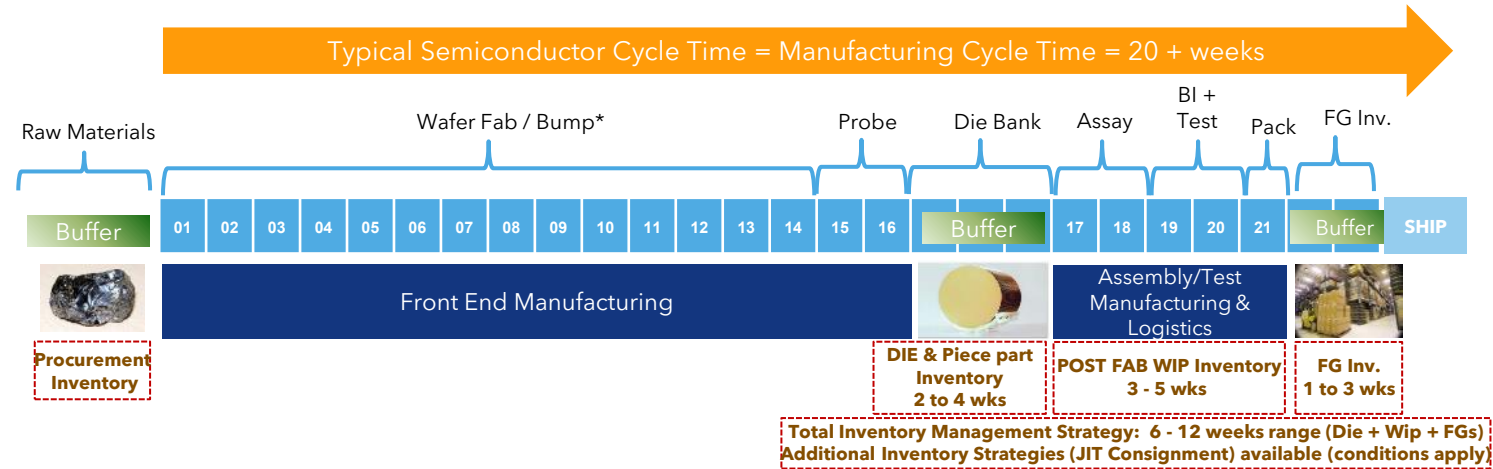 Typical Semiconductor Cycle Time = Manufacturing Cycle Time = 20 + weeks
Raw Materials
Wafer Fab / Bump*
Probe
Die Bank
Assay
BI +
Test
Pack
FG Inv.
Buffer
01 02 03 04 05 06 07 08 09 10 11 12 13 14 15 16
Buffer
17 18 19 20 21
Buffer
SHIP
Front End Manufacturing
Assembly/Test
Manufacturing &
Logistics
Procurement
Inventory
DIE & Piece part
Inventory
2 to 4 wks
POST FAB WIP Inventory
3 - 5 wks
FG Inv.
1 to 3 wks
Total Inventory Management Strategy: 6 - 12 weeks range (Die + Wip + FGs)
Additional Inventory Strategies (JIT Consignment) available (conditions apply)